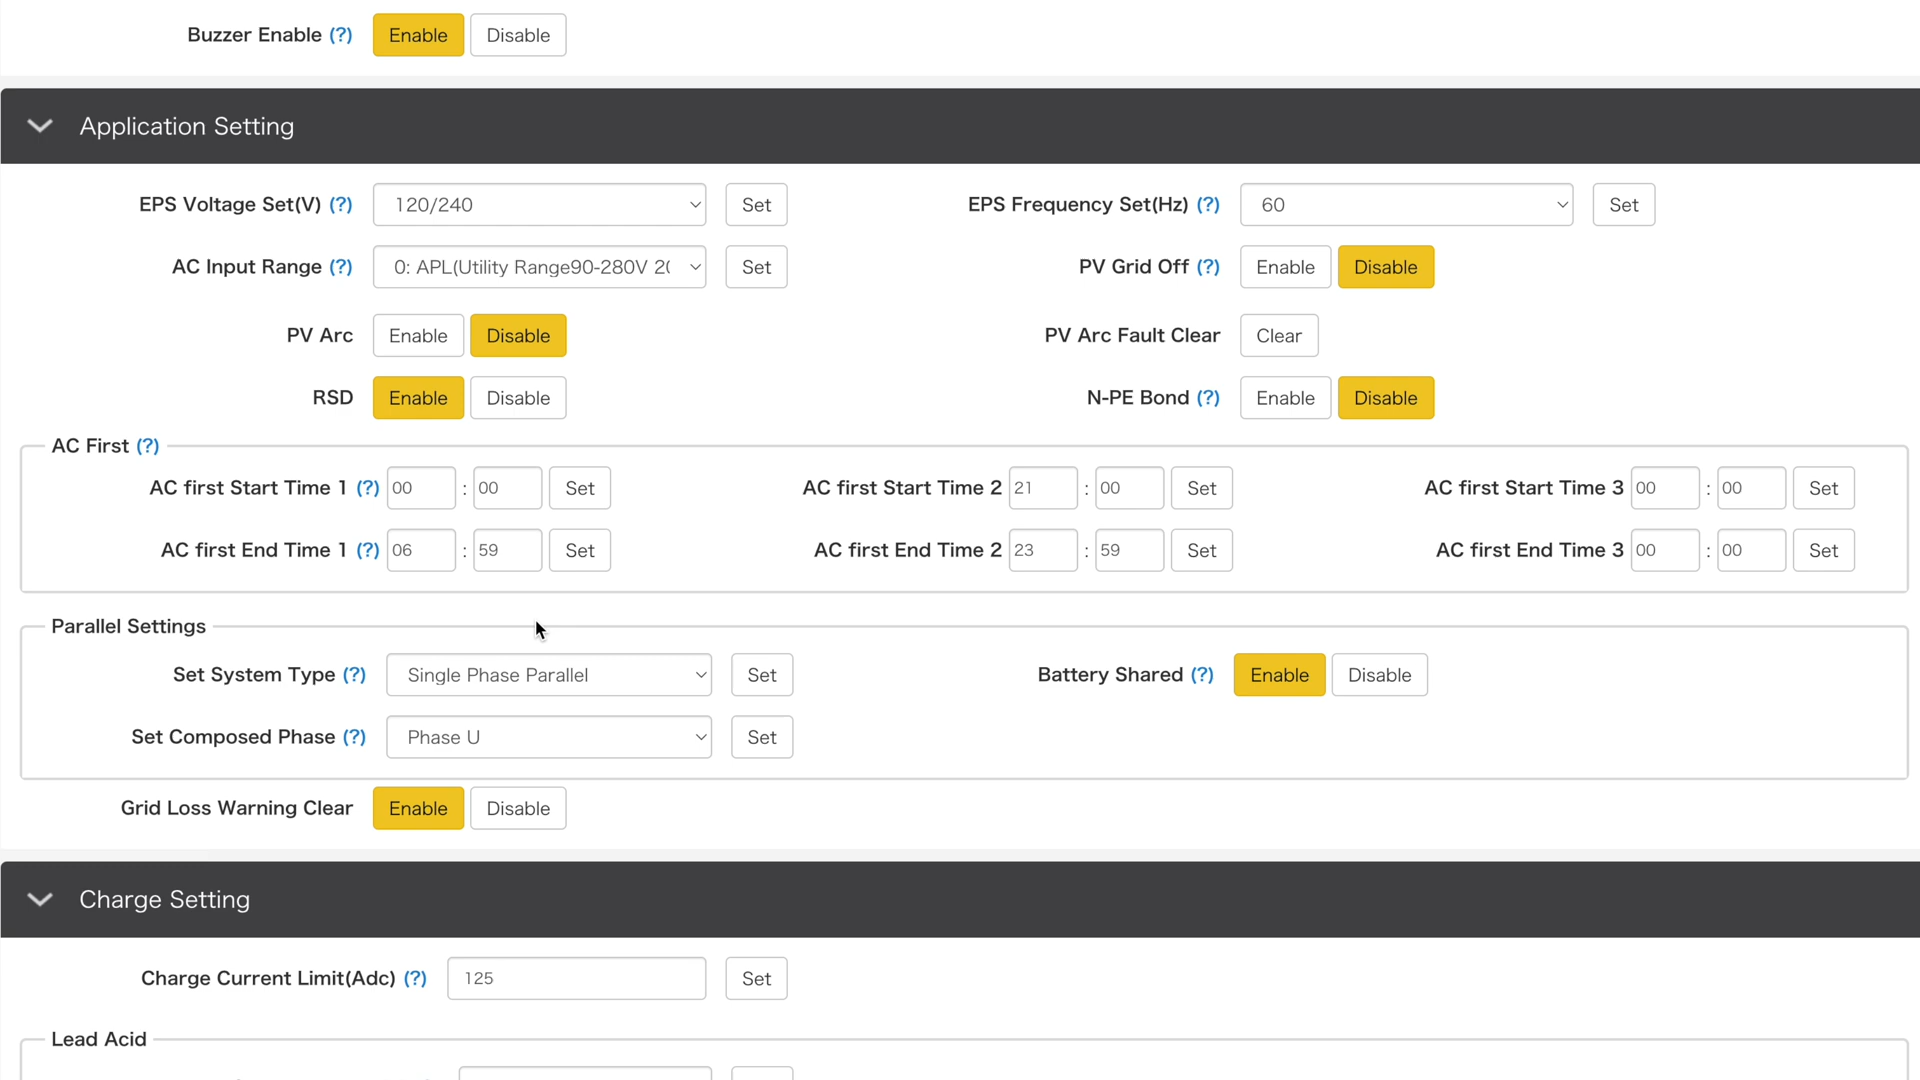 Buzzer Enable (?) Enable Disable
Application Setting
EPS Voltage Set(V) (?) 120/240 Set EPS Frequency Set(Hz) (?) 60 Set
AC Input Range (?) 0: APL(Utility Range90-280V 20 Set PV Grid Off (?) Enable Disable
PV Arc Enable Disable PV Arc Fault Clear Clear
RSD Enable Disable N-PE Bond (?) Enable Disable
AC First (?)
AC first Start Time 1 (?) 00 : 00 Set AC first Start Time 2 21 : 00 Set AC first Start Time 3 00 : 00 Set
AC first End Time 1 (?) 06 : 59 Set AC first End Time 2 23 : 59 Set AC first End Time 3 00 : 00 Set
Parallel Settings
Set System Type (?) Single Phase Parallel Set Battery Shared (?) Enable Disable
Set Composed Phase (?) Phase U Set
Grid Loss Warning Clear Enable Disable
Charge Setting
Charge Current Limit(Adc) (?) 125 Set
Lead Acid